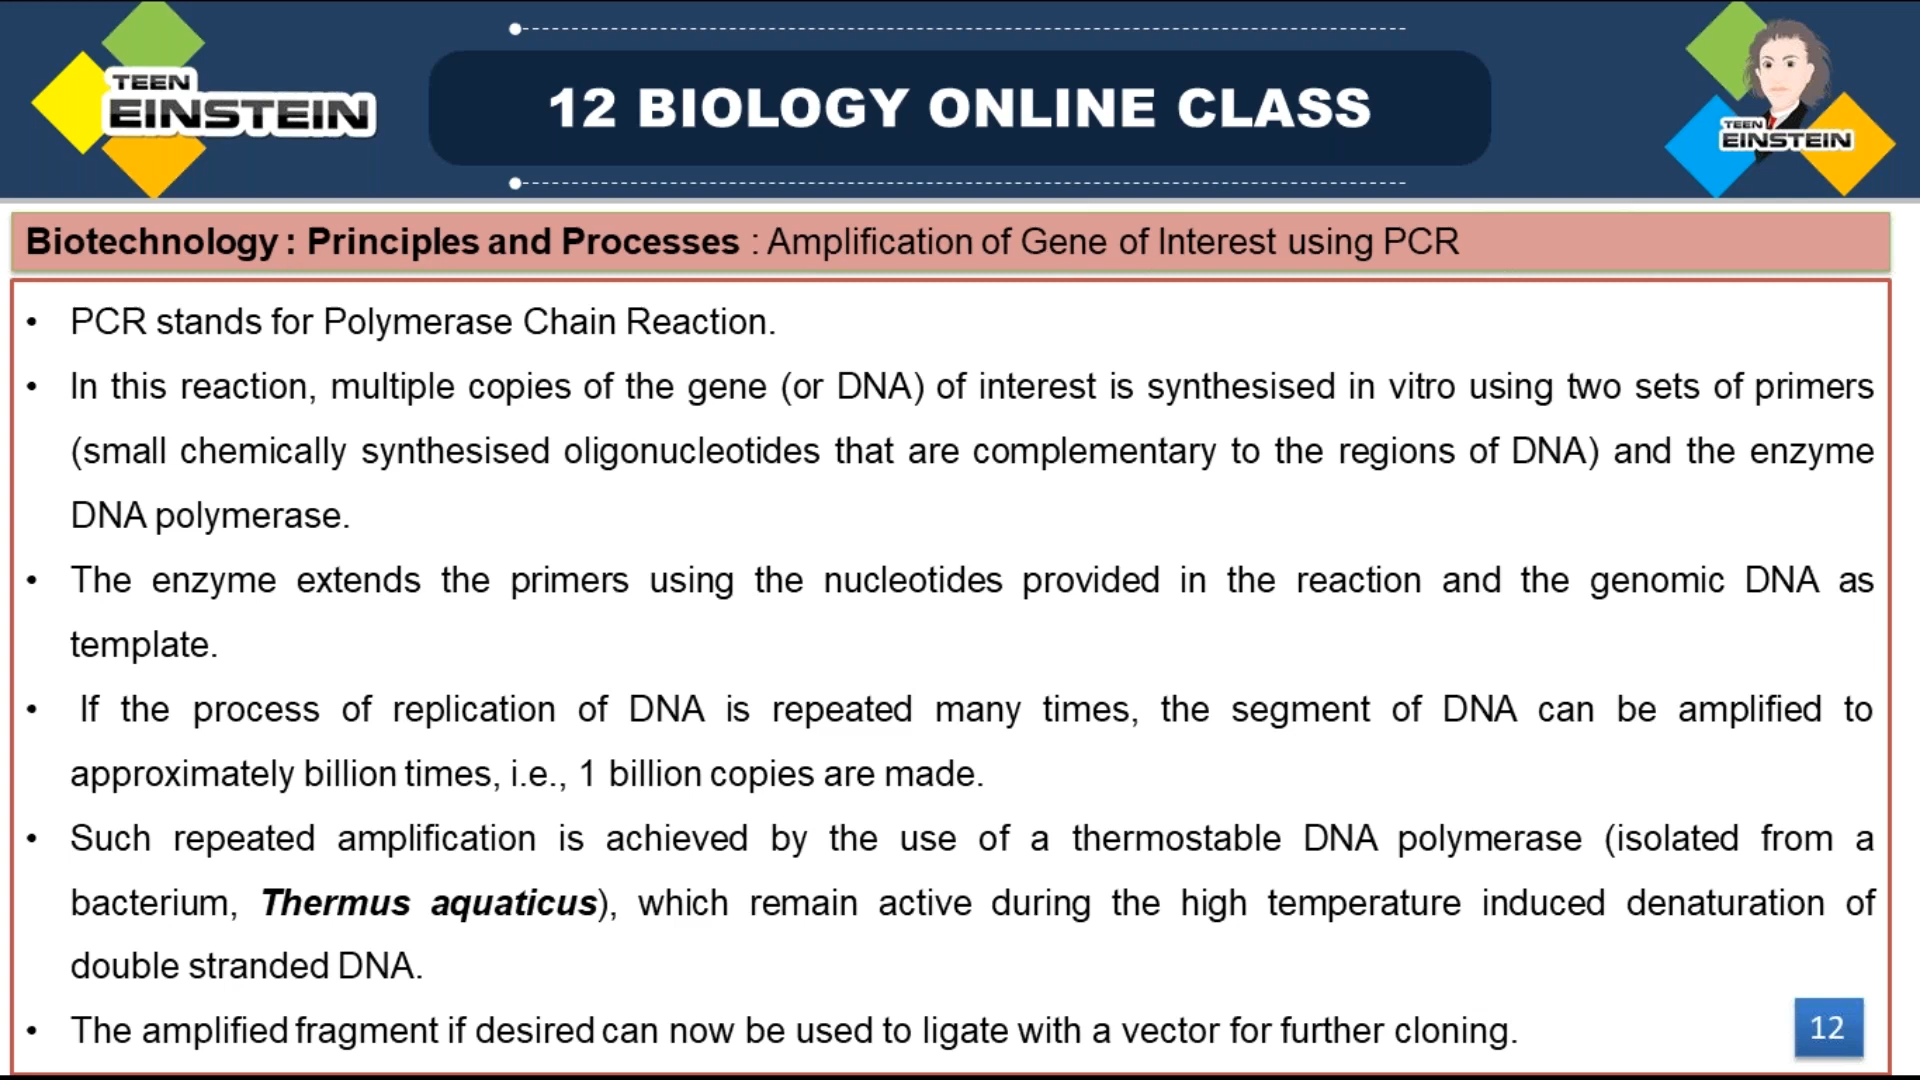 TEEN
EINSTEIN
12 BIOLOGY ONLINE CLASS
TEEN
EINSTEIN
Biotechnology : Principles and Processes : Amplification of Gene of Interest using PCR
• PCR stands for Polymerase Chain Reaction.
• In this reaction, multiple copies of the gene (or DNA) of interest is synthesised in vitro using two sets of primers
(small chemically synthesised oligonucleotides that are complementary to the regions of DNA) and the enzyme
DNA polymerase.
• The enzyme extends the primers using the nucleotides provided in the reaction and the genomic DNA as
template.
• If the process of replication of DNA is repeated many times, the segment of DNA can be amplified to
approximately billion times, i.e., 1 billion copies are made.
• Such repeated amplification is achieved by the use of a thermostable DNA polymerase (isolated from a
bacterium, Thermus aquaticus), which remain active during the high temperature induced denaturation of
double stranded DNA.
• The amplified fragment if desired can now be used to ligate with a vector for further cloning.
12